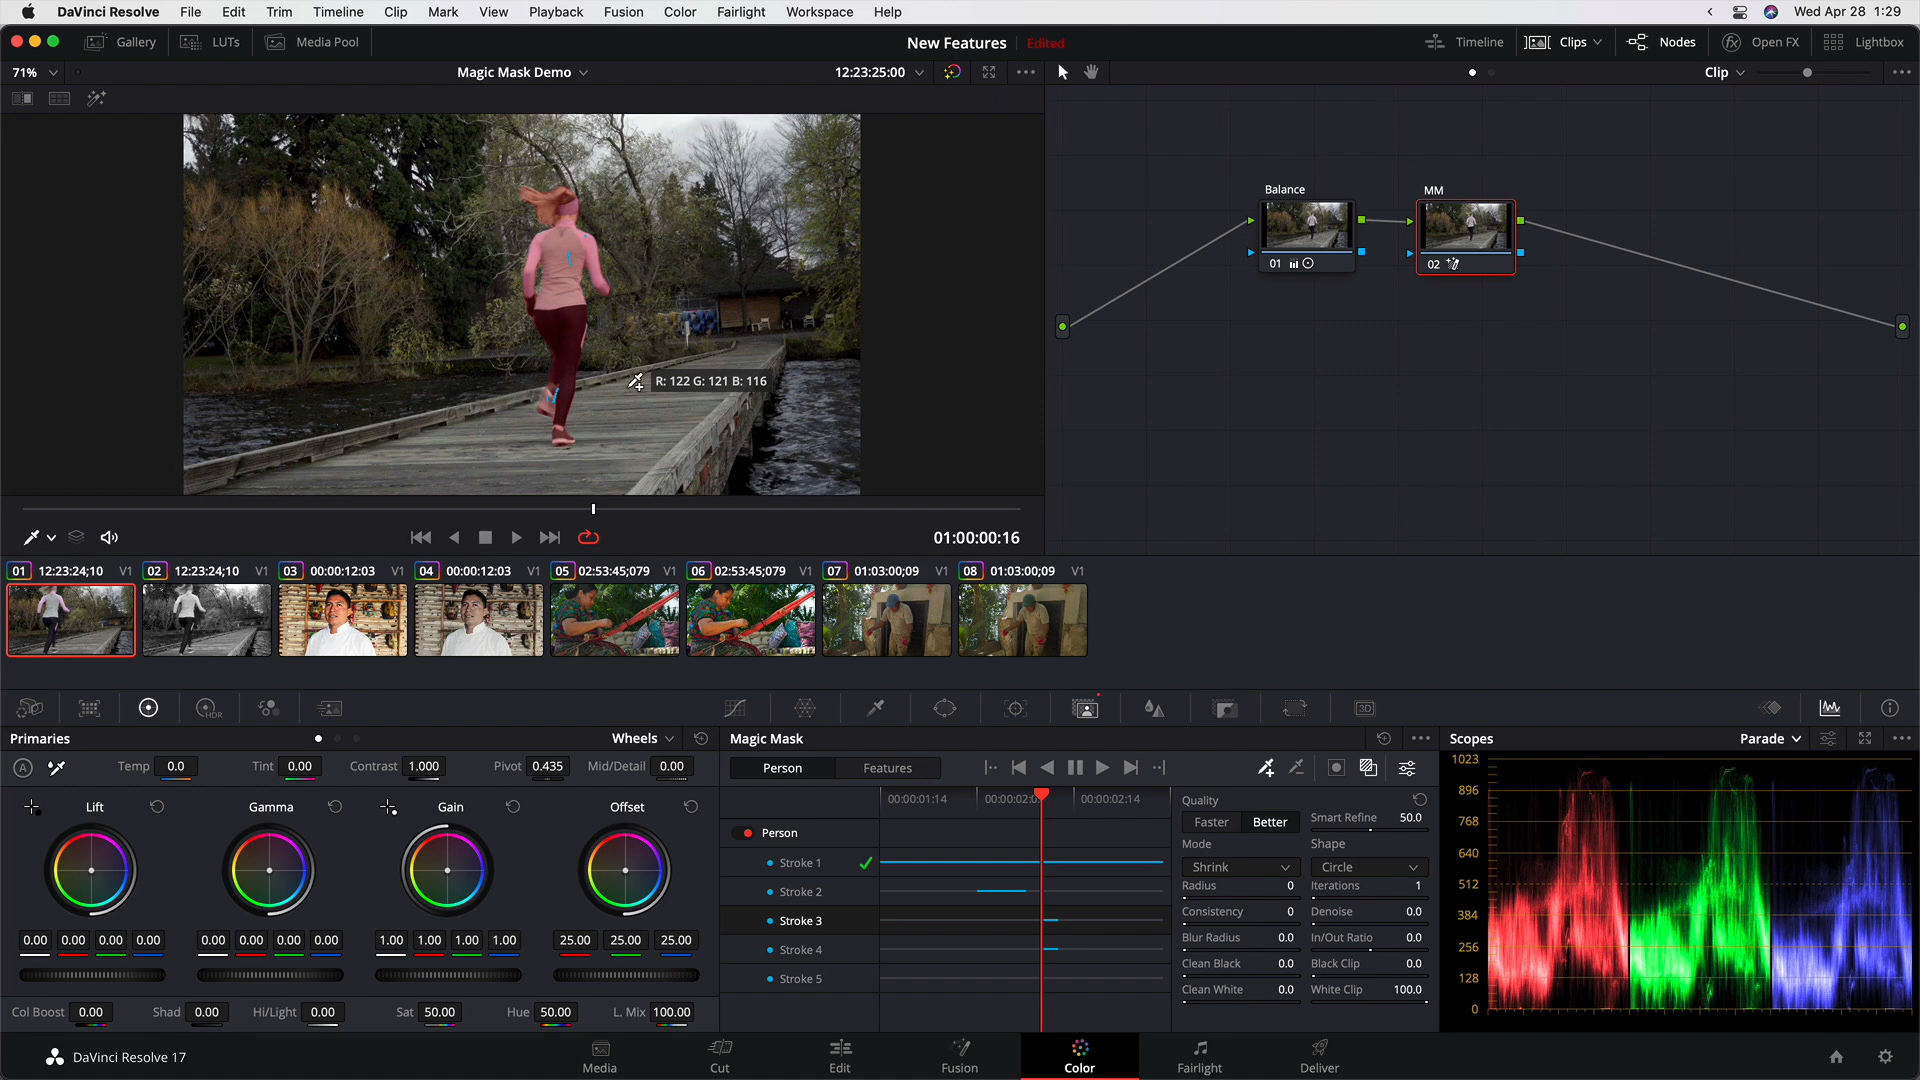 DaVinci Resolve File Edit Trim Timeline Clip Mark View Playback Fusion Color Fairlight Workspace Help Wed Apr 28 1:29
Gallery LUTs Media Pool New Features Edited Timeline Clips Nodes Open FX Lightbox
71% Magic Mask Demo 12:23:25:00 Clip
Balance MM
01 02
R: 122 G: 121 B: 116
01:00:00:16
01 12:23:24;10 V1 02 12:23:24;10 V1 03 00:00:12:03 V1 04 00:00:12:03 V1 05 02:53:45;079 V1 06 02:53:45;079 V1 07 01:03:00;09 V1 08 01:03:00;09 V1
HDR 3D
Primaries Wheels Magic Mask Scopes Parade
A Temp 0.0 Tint 0.00 Contrast 1.000 Pivot 0.435 Mid/Detail 0.00 Person Features
Lift Gamma Gain Offset
0.00 0.00 0.00 0.00 0.00 0.00 0.00 0.00 1.00 1.00 1.00 1.00 25.00 25.00 25.00
Col Boost 0.00 Shad 0.00 Hi/Light 0.00 Sat 50.00 Hue 50.00 L. Mix 100.00
00:00:01:14 00:00:02:0 00:00:02:14
Person
Stroke 1
Stroke 2
Stroke 3
Stroke 4
Stroke 5
Quality
Faster Better Smart Refine 50.0
Mode Shape
Shrink Circle
Radius 0 Iterations 1
Consistency 0 Denoise 0.0
Blur Radius 0.0 In/Out Ratio 0.0
Clean Black 0.0 Black Clip 0.0
Clean White 0.0 White Clip 100.0
1023
896
768
640
512
384
256
128
0
DaVinci Resolve 17 Media Cut Edit Fusion Color Fairlight Deliver